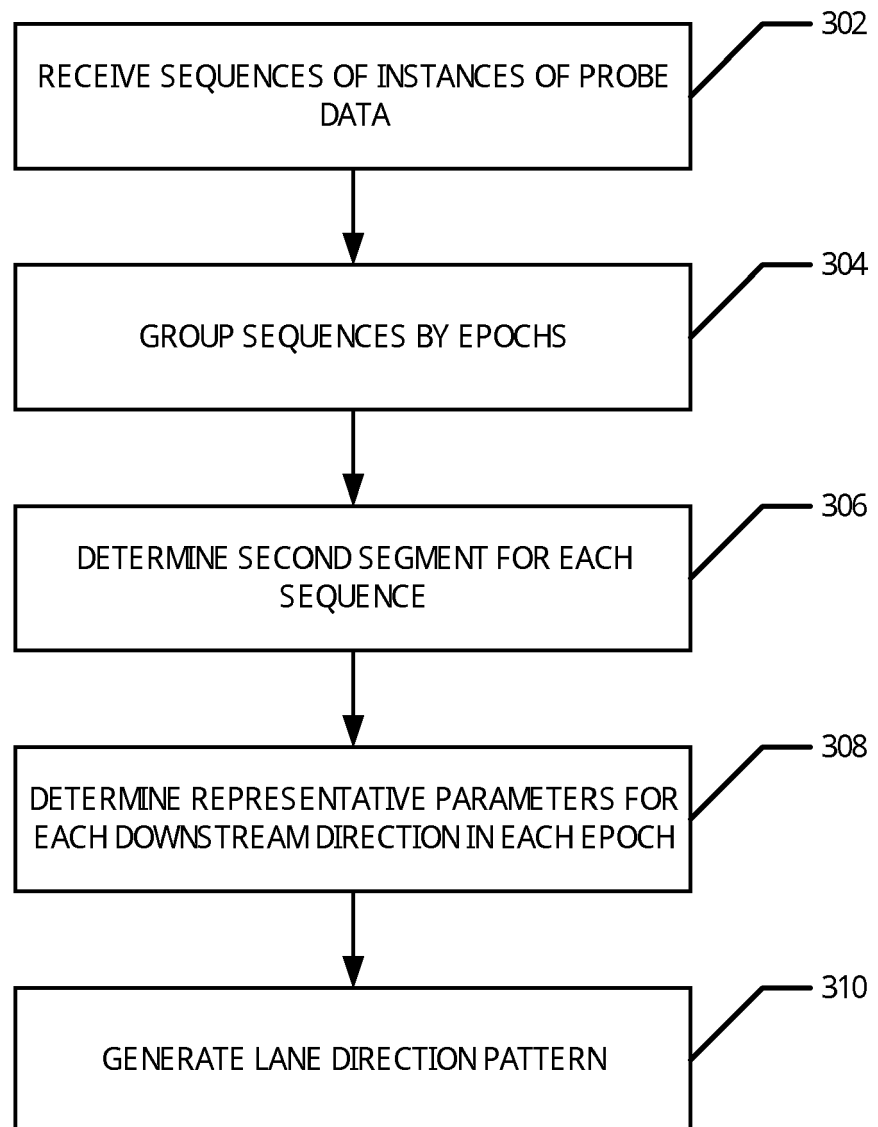 302
RECEIVE SEQUENCES OF INSTANCES OF PROBE
DATA
304
GROUP SEQUENCES BY EPOCHS
306
DETERMINE SECOND SEGMENT FOR EACH
SEQUENCE
308
DETERMINE REPRESENTATIVE PARAMETERS FOR
EACH DOWNSTREAM DIRECTION IN EACH EPOCH
310
GENERATE LANE DIRECTION PATTERN